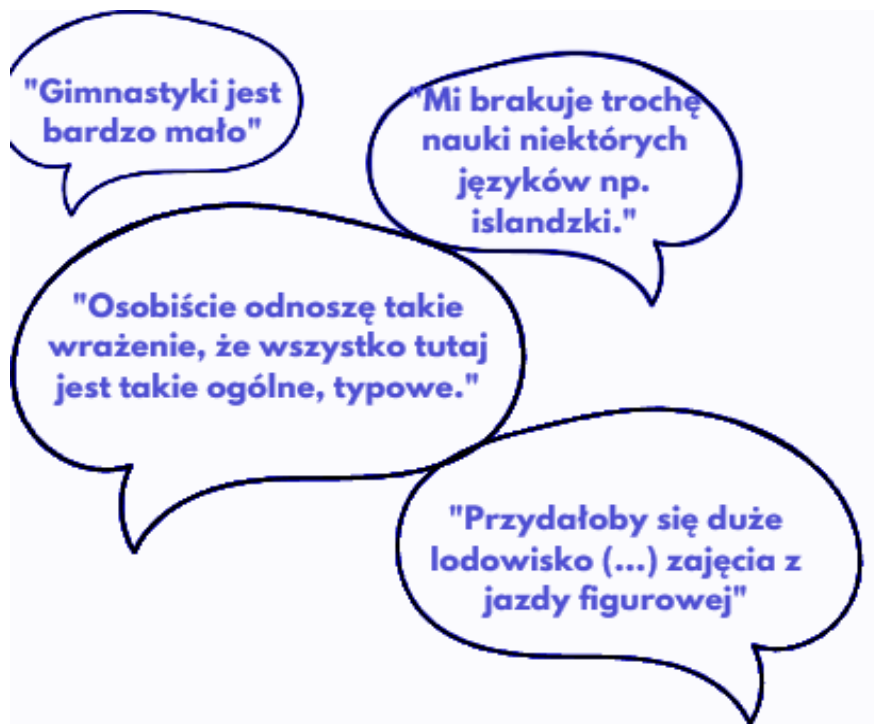 "Gimnastyki jest
bardzo mało"
"Mi brakuje trochę
nauki niektórych
języków np.
islandzki."
"Osobiście odnoszę takie
wrażenie, że wszystko tutaj
jest takie ogólne, typowe."
"Przydałoby się duże
lodowisko (...) zajęcia z
jazdy figurowej"